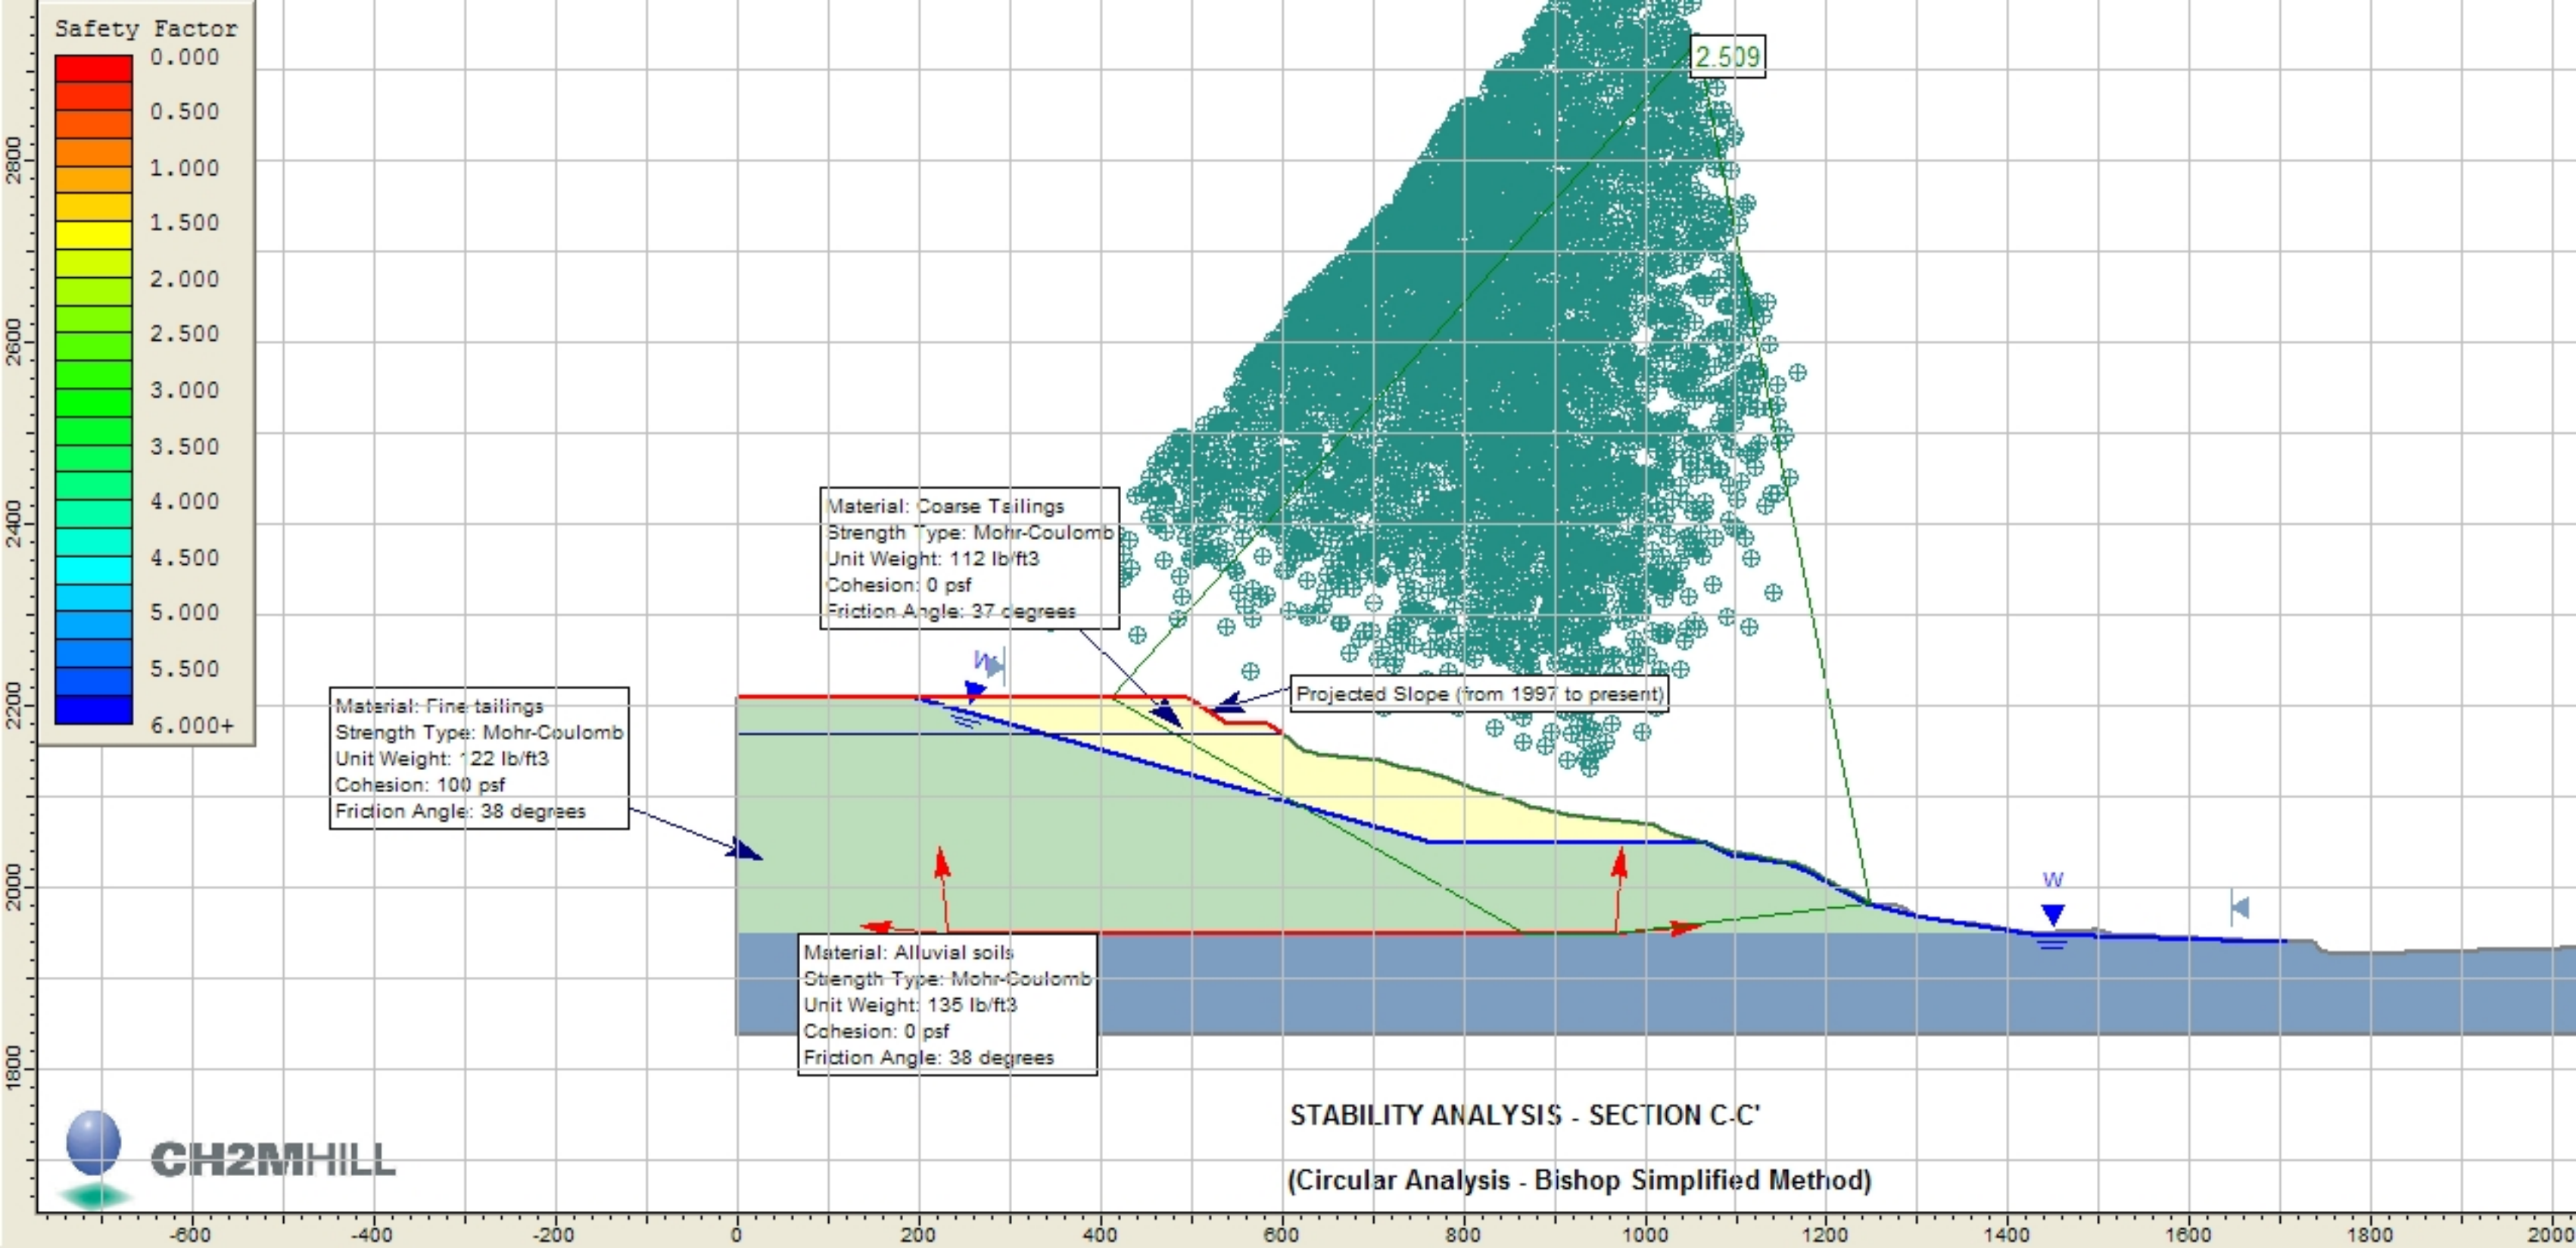 Safety Factor
0.000
0.500
1.000
1.500
2.000
2.500
3.000
3.500
4.000
4.500
5.000
5.500
6.000+
2.509
Material: Coarse Tailings
Strength Type: Mohr-Coulomb
Unit Weight: 112 lb/ft3
Cohesion: 0 psf
Friction Angle: 37 degrees
W
Projected Slope (from 1997 to present)
Material: Fine tailings
Strength Type: Mohr-Coulomb
Unit Weight: 122 lb/ft3
Cohesion: 100 psf
Friction Angle: 38 degrees
W
Material: Alluvial soils
Strength Type: Mohr-Coulomb
Unit Weight: 135 lb/ft3
Cohesion: 0 psf
Friction Angle: 38 degrees
STABILITY ANALYSIS - SECTION C-C'
(Circular Analysis - Bishop Simplified Method)
CH2MHILL
2800
2600
2400
2200
2000
1800
-600 -400 -200 0 200 400 600 800 1000 1200 1400 1600 1800 2000